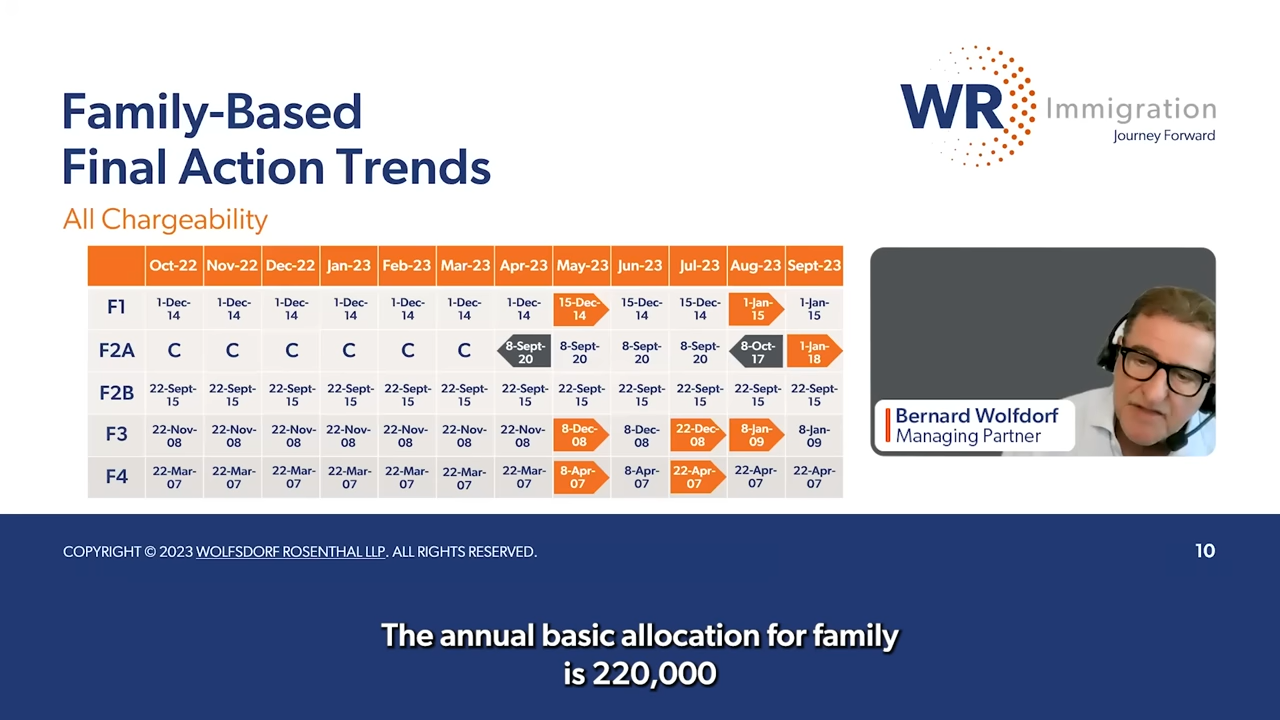 Family-Based
Final Action Trends
All Chargeability
WR Immigration
Journey Forward
Oct-22 Nov-22 Dec-22 Jan-23 Feb-23 Mar-23 Apr-23 May-23 Jun-23 Jul-23 Aug-23 Sept-23
F1 1-Dec-14 1-Dec-14 1-Dec-14 1-Dec-14 1-Dec-14 1-Dec-14 1-Dec-14 15-Dec-14 15-Dec-14 15-Dec-14 1-Jan-15 1-Jan-15
F2A C C C C C C 8-Sept-20 8-Sept-20 8-Sept-20 8-Sept-20 8-Oct-17 1-Jan-18
F2B 22-Sept-15 22-Sept-15 22-Sept-15 22-Sept-15 22-Sept-15 22-Sept-15 22-Sept-15 22-Sept-15 22-Sept-15 22-Sept-15 22-Sept-15 22-Sept-15
F3 22-Nov-08 22-Nov-08 22-Nov-08 22-Nov-08 22-Nov-08 22-Nov-08 22-Nov-08 8-Dec-08 8-Dec-08 22-Dec-08 8-Jan-09 8-Jan-09
F4 22-Mar-07 22-Mar-07 22-Mar-07 22-Mar-07 22-Mar-07 22-Mar-07 22-Mar-07 8-Apr-07 8-Apr-07 22-Apr-07 22-Apr-07 22-Apr-07
Bernard Wolfdorf
Managing Partner
COPYRIGHT © 2023 WOLFSDORF ROSENTHAL LLP. ALL RIGHTS RESERVED.
10
The annual basic allocation for family
is 220,000